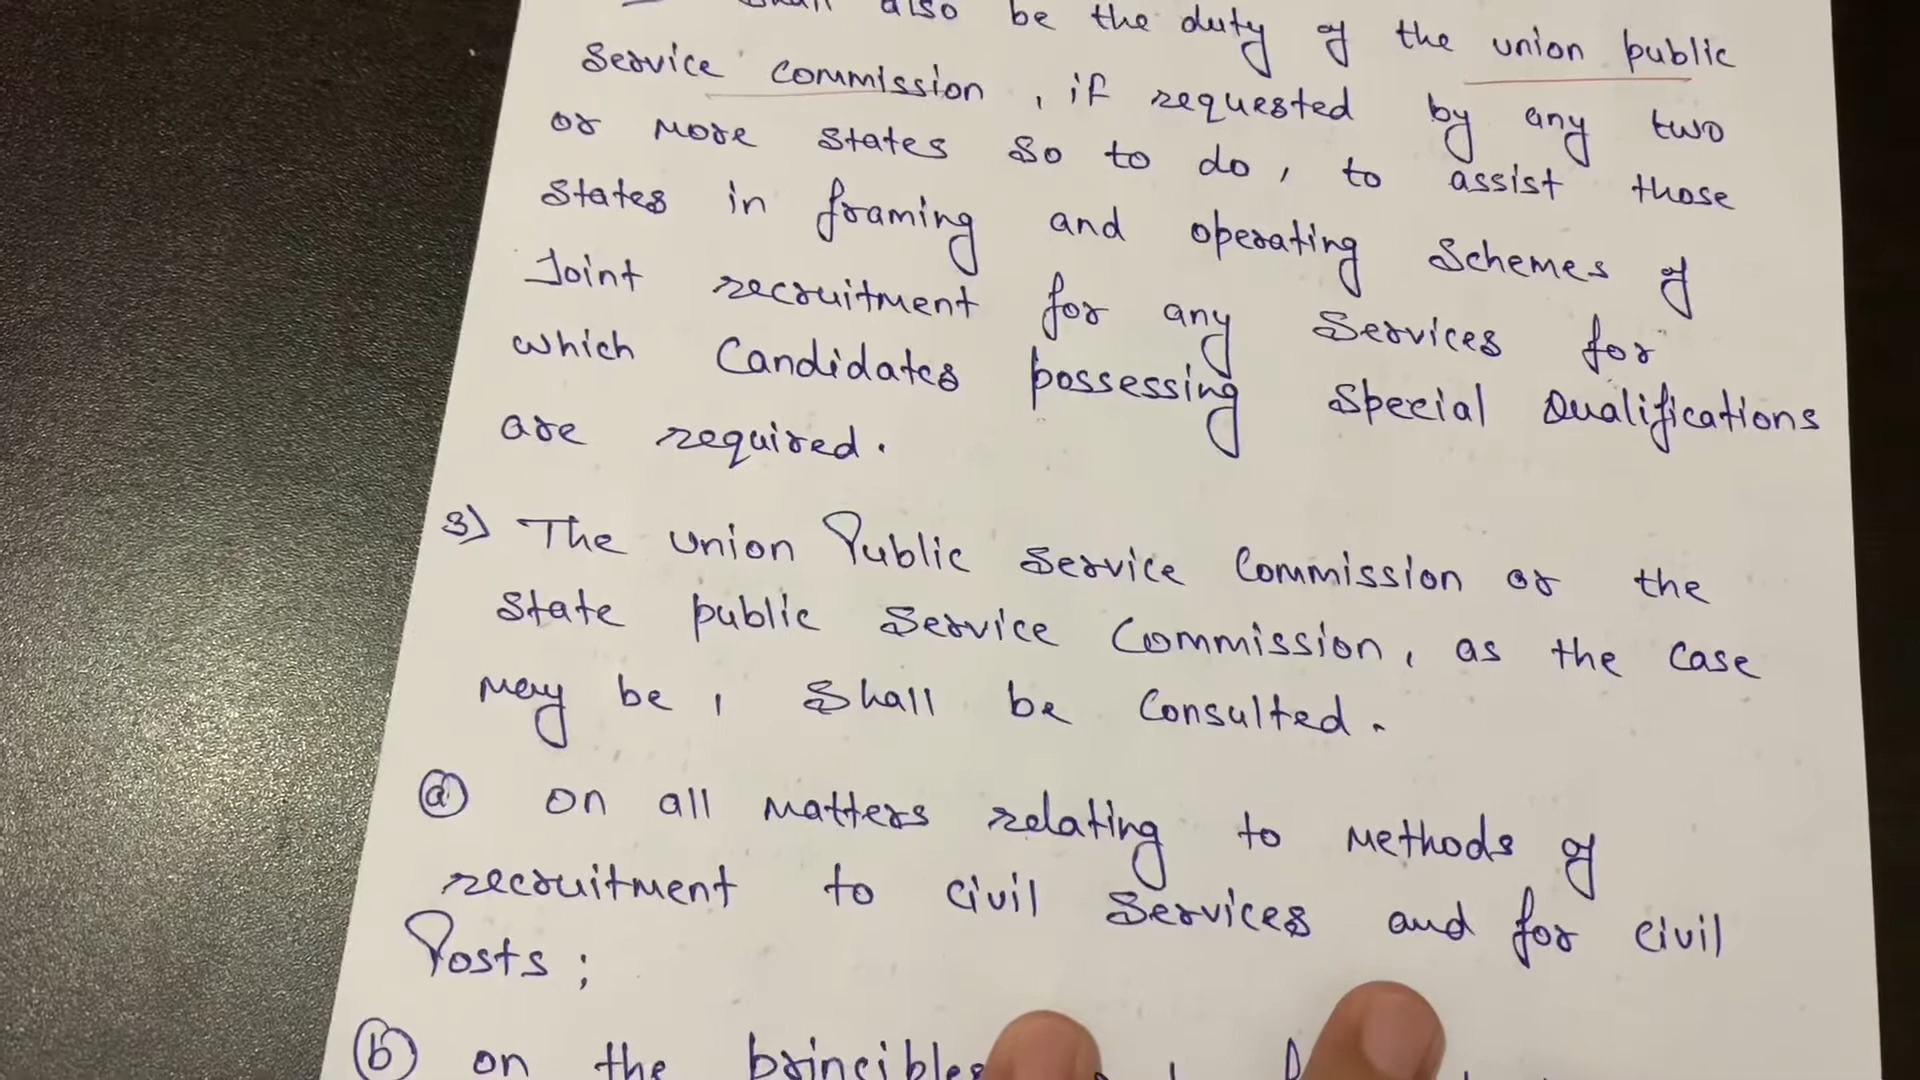 shall also be the duty of the union public
Service commission, if requested by any two
or more states so to do, to assist those
states in framing and operating schemes of
Joint recruitment for any services for
which candidates possessing special Qualifications
are required.
3) The union Public service commission or the
state public service commission, as the case
may be, shall be consulted.
(a) on all matters relating to methods of
recruitment to civil services and for civil
Posts;
(b) on the principles